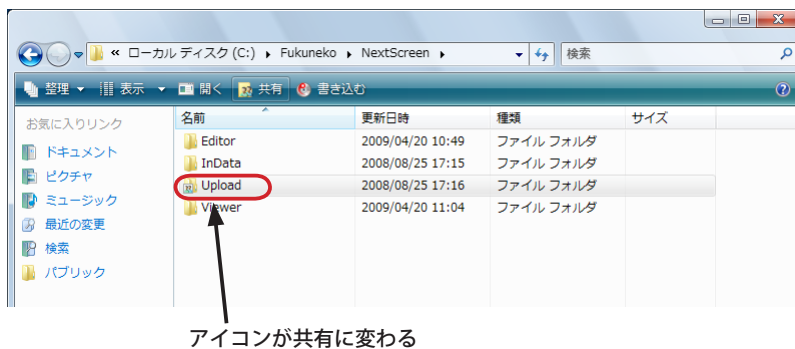 « ローカル ディスク (C:) ▸ Fukuneko ▸ NextScreen ▸ 検索
整理 ▼ 表示 ▼ 開く 共有 書き込む
お気に入りリンク
ドキュメント
ピクチャ
ミュージック
最近の変更
検索
パブリック
名前 更新日時 種類 サイズ
Editor 2009/04/20 10:49 ファイル フォルダ
InData 2008/08/25 17:15 ファイル フォルダ
Upload 2008/08/25 17:16 ファイル フォルダ
Viewer 2009/04/20 11:04 ファイル フォルダ
アイコンが共有に変わる